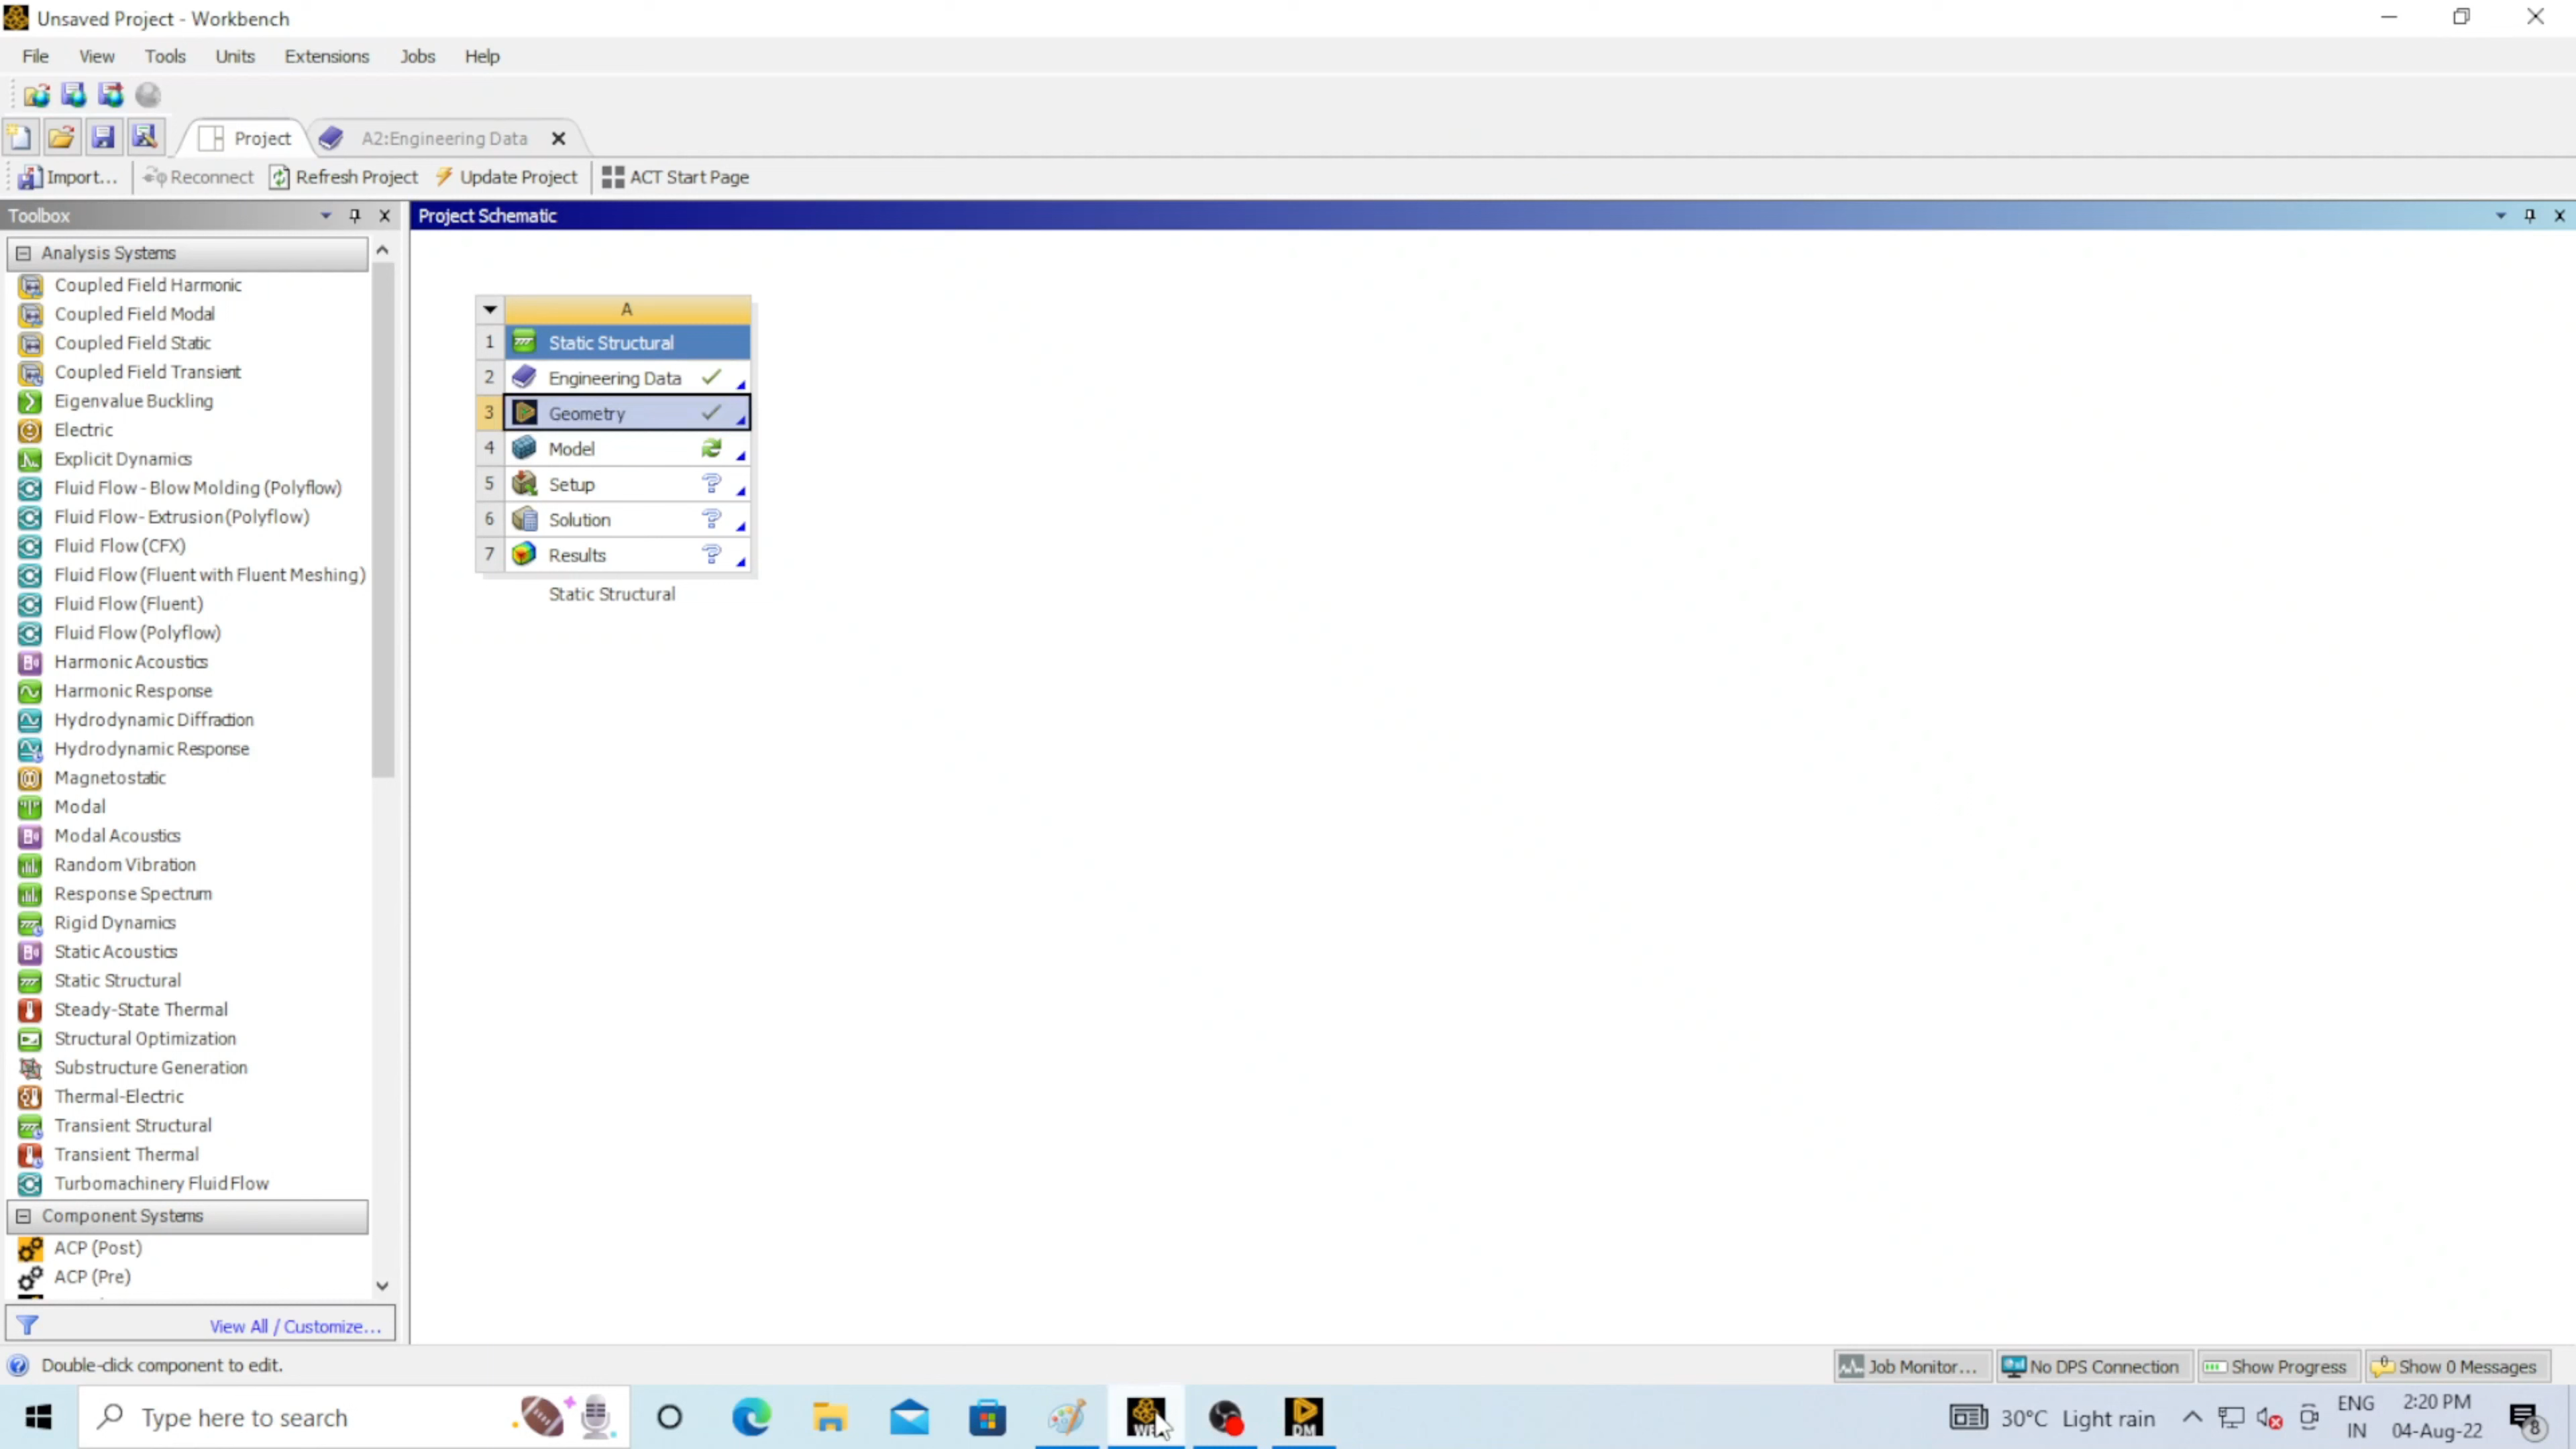 Unsaved Project - Workbench
File View Tools Units Extensions Jobs Help
Project A2:Engineering Data
Import... Reconnect Refresh Project Update Project ACT Start Page
Toolbox
Analysis Systems
Coupled Field Harmonic
Coupled Field Modal
Coupled Field Static
Coupled Field Transient
Eigenvalue Buckling
Electric
Explicit Dynamics
Fluid Flow - Blow Molding (Polyflow)
Fluid Flow- Extrusion (Polyflow)
Fluid Flow (CFX)
Fluid Flow (Fluent with Fluent Meshing)
Fluid Flow (Fluent)
Fluid Flow (Polyflow)
Harmonic Acoustics
Harmonic Response
Hydrodynamic Diffraction
Hydrodynamic Response
Magnetostatic
Modal
Modal Acoustics
Random Vibration
Response Spectrum
Rigid Dynamics
Static Acoustics
Static Structural
Steady-State Thermal
Structural Optimization
Substructure Generation
Thermal-Electric
Transient Structural
Transient Thermal
Turbomachinery Fluid Flow
Component Systems
ACP (Post)
ACP (Pre)
View All / Customize...
Project Schematic
A
1 Static Structural
2 Engineering Data
3 Geometry
4 Model
5 Setup
6 Solution
7 Results
Static Structural
Double-click component to edit.
Job Monitor... No DPS Connection Show Progress Show 0 Messages
Type here to search
DM
30°C Light rain
ENG
IN
2:20 PM
04-Aug-22
8